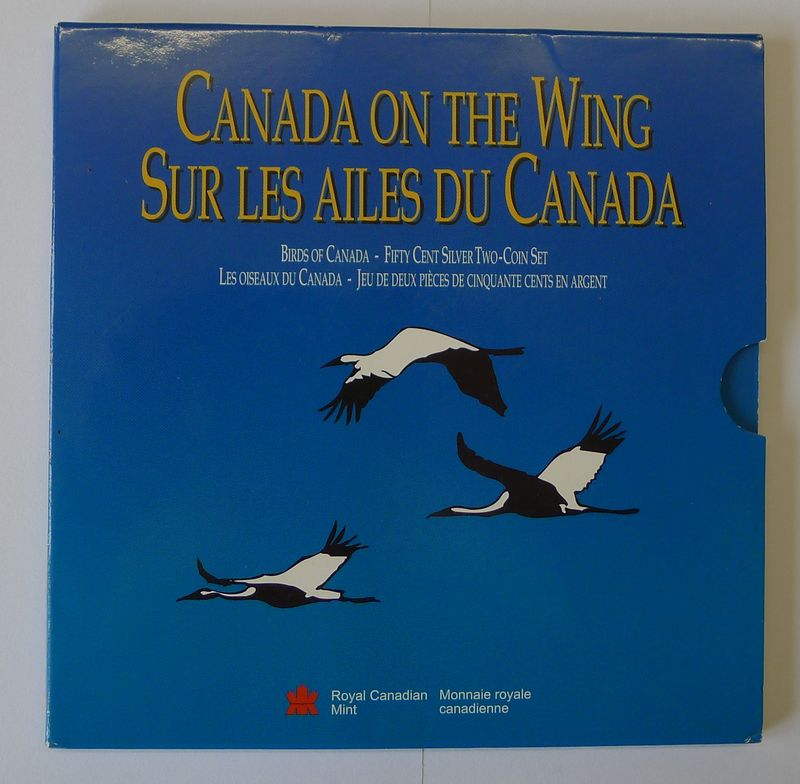 CANADA ON THE WING
SUR LES AILES DU CANADA
BIRDS OF CANADA - FIFTY CENT SILVER TWO-COIN SET
LES OISEAUX DU CANADA - JEU DE DEUX PIÈCES DE CINQUANTE CENTS EN ARGENT
Royal Canadian Mint
Monnaie royale canadienne